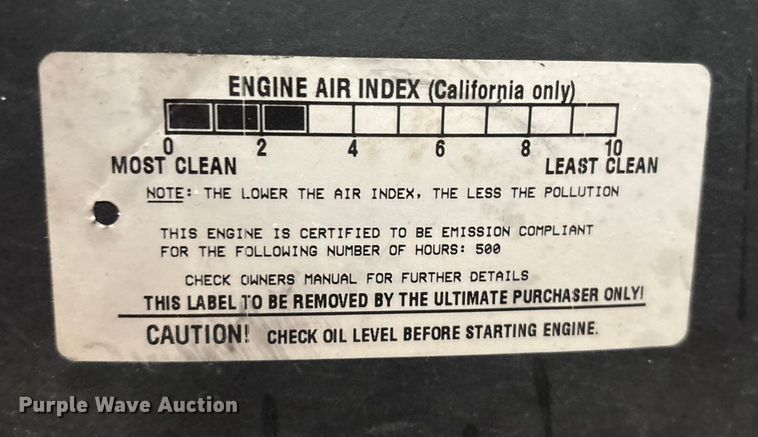 ENGINE AIR INDEX (California only)
0 2 4 6 8 10
MOST CLEAN LEAST CLEAN
NOTE: THE LOWER THE AIR INDEX, THE LESS THE POLLUTION
THIS ENGINE IS CERTIFIED TO BE EMISSION COMPLIANT
FOR THE FOLLOWING NUMBER OF HOURS: 500
CHECK OWNERS MANUAL FOR FURTHER DETAILS
THIS LABEL TO BE REMOVED BY THE ULTIMATE PURCHASER ONLY!
CAUTION! CHECK OIL LEVEL BEFORE STARTING ENGINE.
Purple Wave Auction